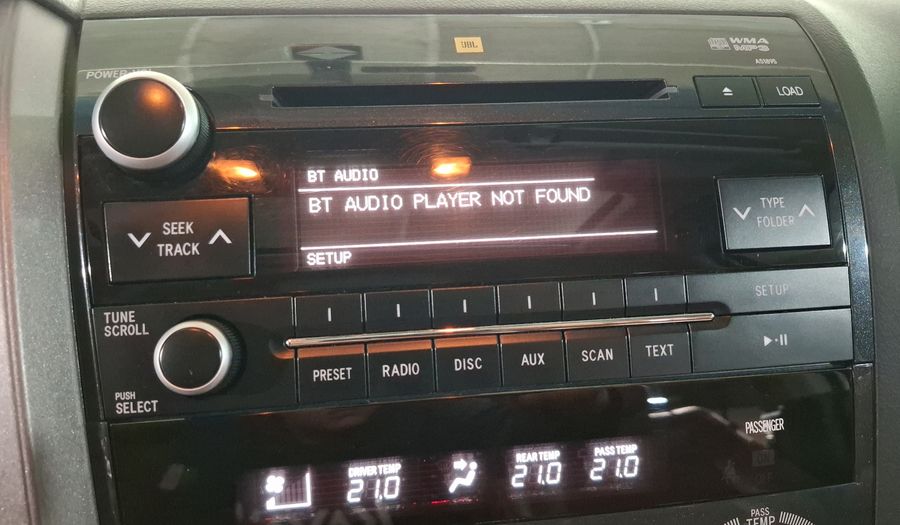 JBL
WMA
MP3
AS1095
POWER·VOL
LOAD
BT AUDIO
BT AUDIO PLAYER NOT FOUND
SETUP
SEEK
TRACK
TYPE
FOLDER
TUNE
SCROLL
SETUP
PRESET
RADIO
DISC
AUX
SCAN
TEXT
PUSH
SELECT
PASSENGER
DRIVER TEMP
21.0
REAR TEMP
21.0
PASS TEMP
21.0
PASS
TEMP